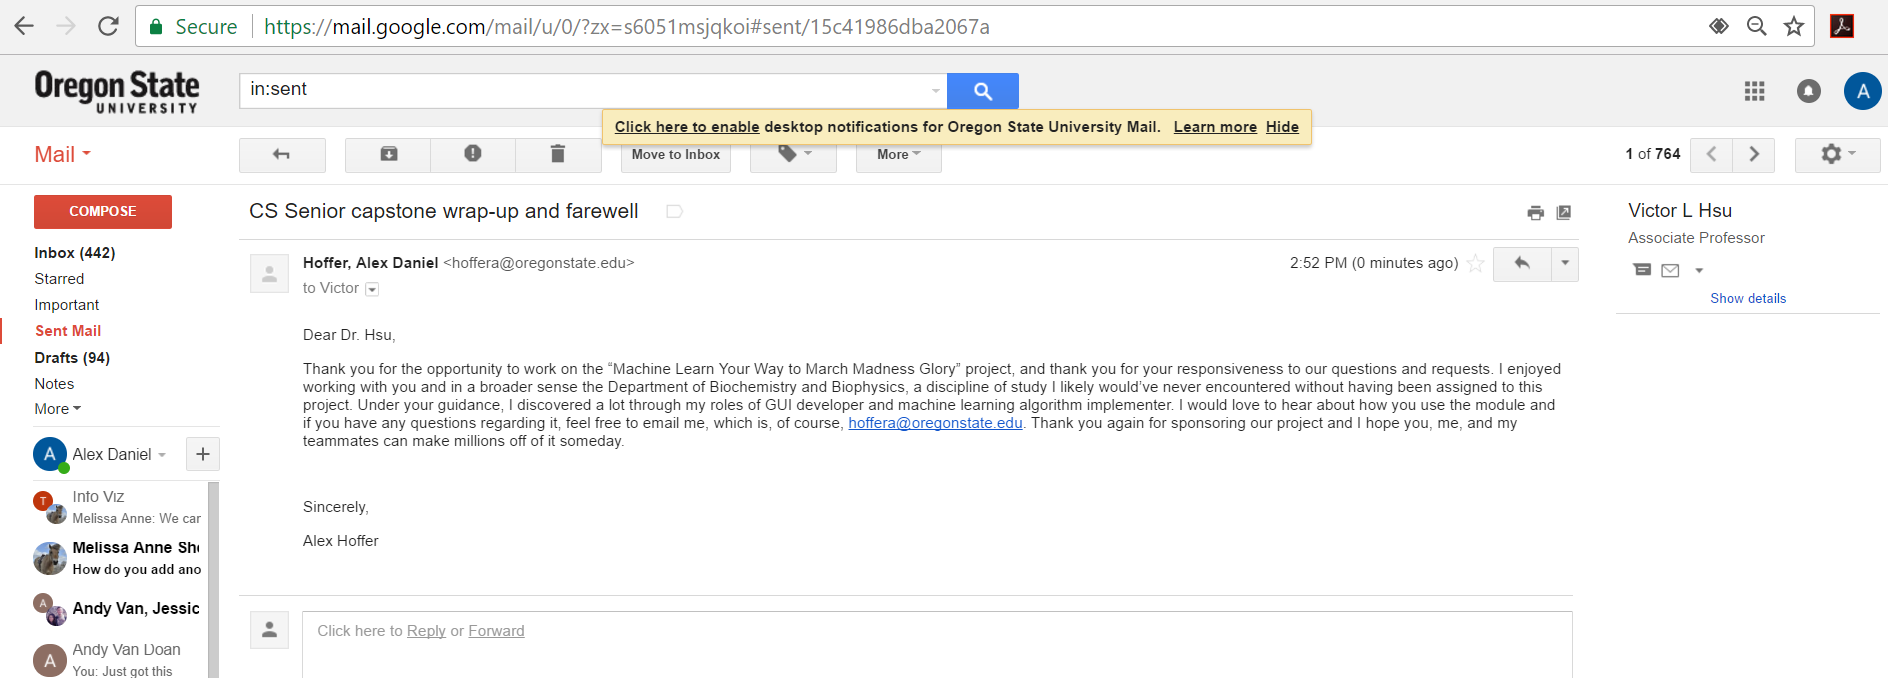 Secure https://mail.google.com/mail/u/0/?zx=s6051msjqkoi#sent/15c41986dba2067a
Oregon State
UNIVERSITY
in:sent
A
Click here to enable desktop notifications for Oregon State University Mail. Learn more Hide
Mail
Move to Inbox
More
1 of 764
COMPOSE
Inbox (442)
Starred
Important
Sent Mail
Drafts (94)
Notes
More
A Alex Daniel +
T Info Viz
Melissa Anne: We can
Melissa Anne She
How do you add ano
A Andy Van, Jessic
A Andy Van Doan
You: Just got this
CS Senior capstone wrap-up and farewell
Hoffer, Alex Daniel <hoffera@oregonstate.edu>
2:52 PM (0 minutes ago)
to Victor
Dear Dr. Hsu,
Thank you for the opportunity to work on the “Machine Learn Your Way to March Madness Glory” project, and thank you for your responsiveness to our questions and requests. I enjoyed
working with you and in a broader sense the Department of Biochemistry and Biophysics, a discipline of study I likely would’ve never encountered without having been assigned to this
project. Under your guidance, I discovered a lot through my roles of GUI developer and machine learning algorithm implementer. I would love to hear about how you use the module and
if you have any questions regarding it, feel free to email me, which is, of course, hoffera@oregonstate.edu. Thank you again for sponsoring our project and I hope you, me, and my
teammates can make millions off of it someday.
Sincerely,
Alex Hoffer
Click here to Reply or Forward
Victor L Hsu
Associate Professor
Show details